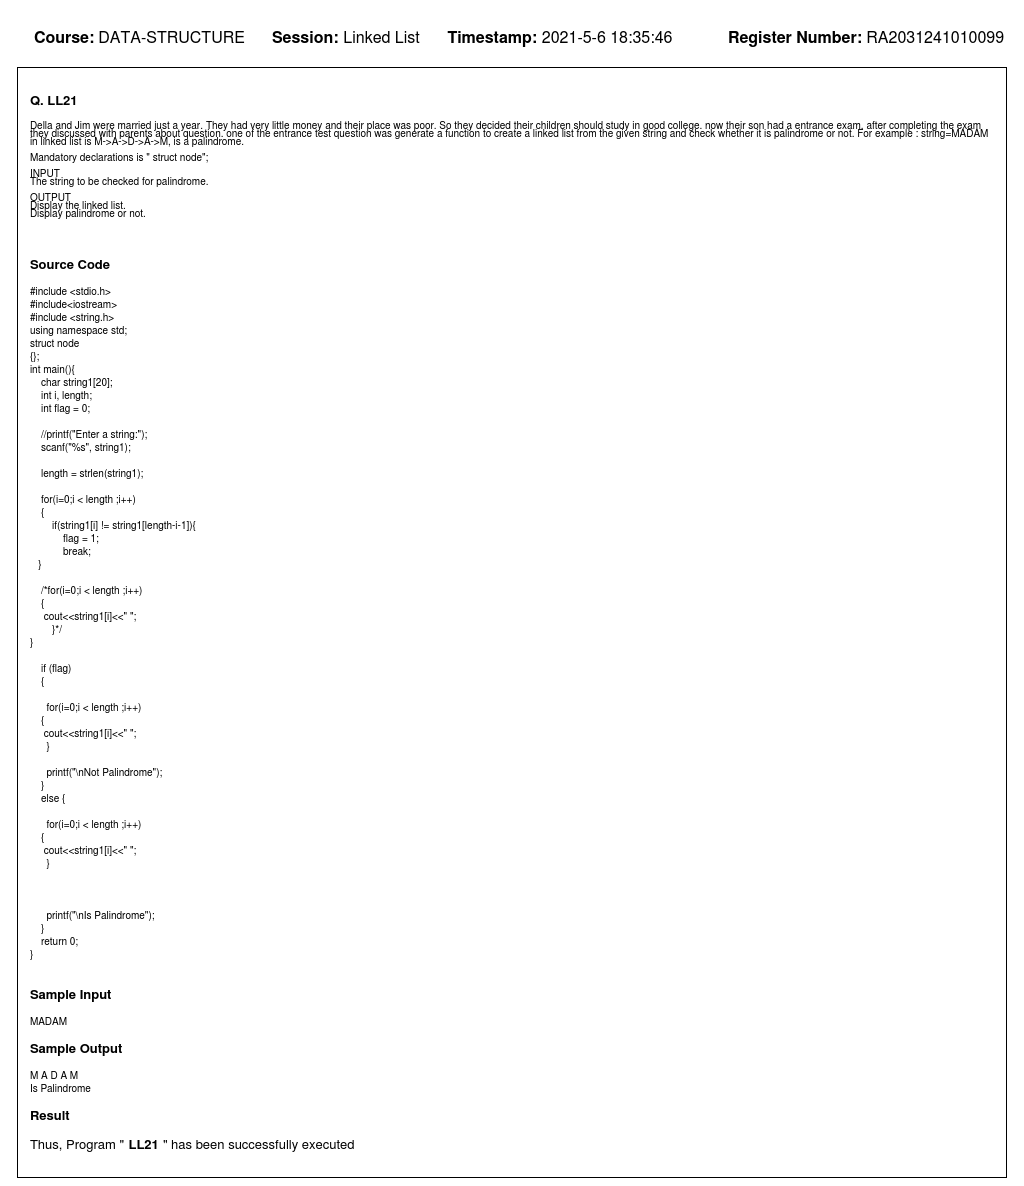 Course: DATA-STRUCTURE Session: Linked List Timestamp: 2021-5-6 18:35:46 Register Number: RA2031241010099
Q. LL21
Della and Jim were married just a year. They had very little money and their place was poor. So they decided their children should study in good college. now their son had a entrance exam. after completing the exam
they discussed with parents about question. one of the entrance test question was generate a function to create a linked list from the given string and check whether it is palindrome or not. For example : string=MADAM
in linked list is M->A->D->A->M, is a palindrome.
Mandatory declarations is " struct node";
INPUT
The string to be checked for palindrome.
OUTPUT
Display the linked list.
Display palindrome or not.
Source Code
#include <stdio.h>
#include<iostream>
#include <string.h>
using namespace std;
struct node
{};
int main(){
    char string1[20];
    int i, length;
    int flag = 0;
    //printf("Enter a string:");
    scanf("%s", string1);
    length = strlen(string1);
    for(i=0;i < length ;i++)
    {
        if(string1[i] != string1[length-i-1]){
            flag = 1;
            break;
   }
    /*for(i=0;i < length ;i++)
    {
     cout<<string1[i]<<" ";
        }*/
}
    if (flag)
    {
      for(i=0;i < length ;i++)
    {
     cout<<string1[i]<<" ";
      }
      printf("\nNot Palindrome");
    }
    else {
      for(i=0;i < length ;i++)
    {
     cout<<string1[i]<<" ";
      }
      printf("\nIs Palindrome");
    }
    return 0;
}
Sample Input
MADAM
Sample Output
M A D A M
Is Palindrome
Result
Thus, Program " LL21 " has been successfully executed